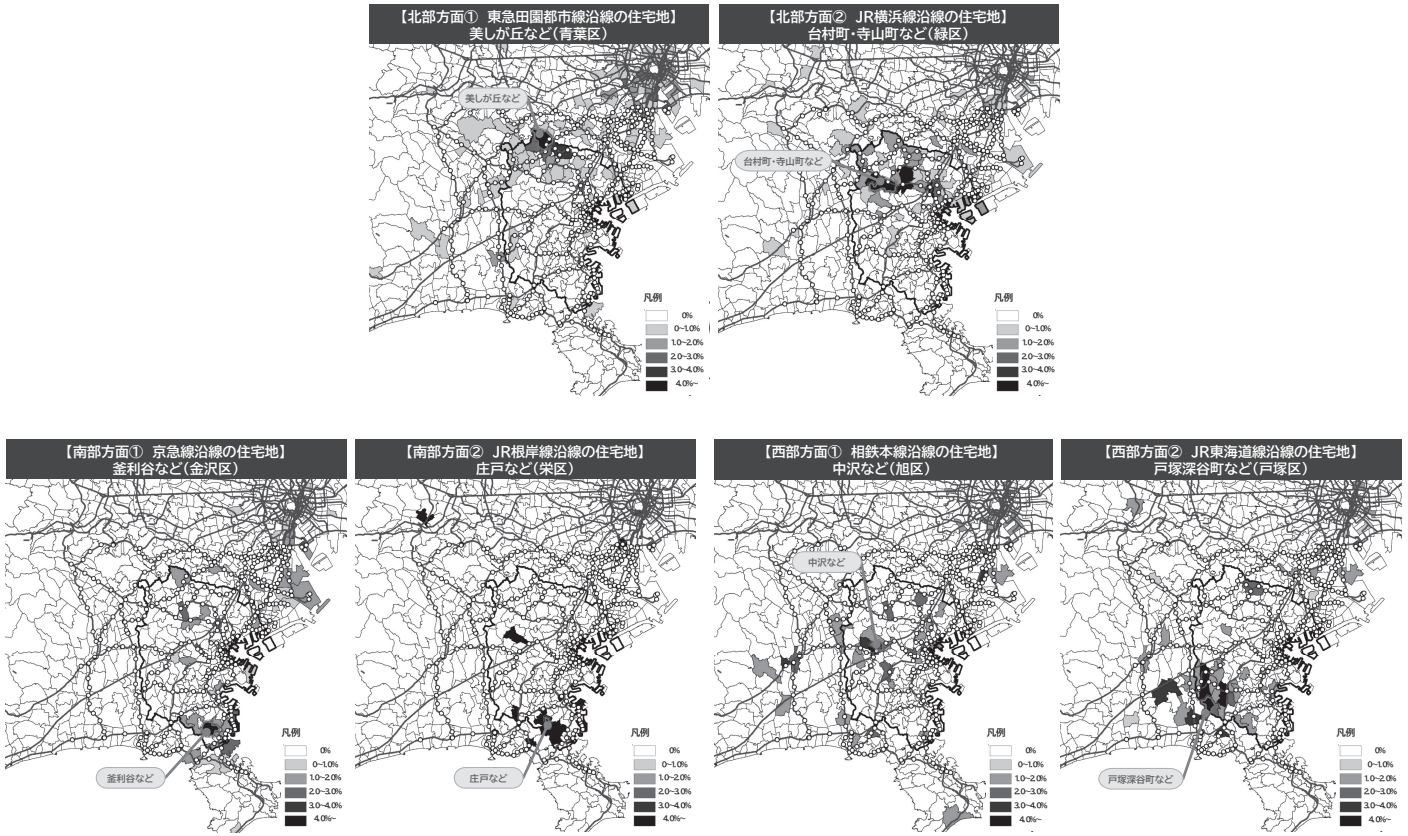 【北部方面① 東急田園都市線沿線の住宅地】
美しが丘など（青葉区）
美しが丘など
凡例
0%
0~1.0%
1.0~2.0%
2.0~3.0%
3.0~4.0%
4.0%~
【北部方面② JR横浜線沿線の住宅地】
台村町・寺山町など（緑区）
台村町・寺山町など
凡例
0%
0~1.0%
1.0~2.0%
2.0~3.0%
3.0~4.0%
4.0%~
【南部方面① 京急線沿線の住宅地】
釜利谷など（金沢区）
釜利谷など
凡例
0%
0~1.0%
1.0~2.0%
2.0~3.0%
3.0~4.0%
4.0%~
【南部方面② JR根岸線沿線の住宅地】
庄戸など（栄区）
庄戸など
凡例
0%
0~1.0%
1.0~2.0%
2.0~3.0%
3.0~4.0%
4.0%~
【西部方面① 相鉄本線沿線の住宅地】
中沢など（旭区）
中沢など
凡例
0%
0~1.0%
1.0~2.0%
2.0~3.0%
3.0~4.0%
4.0%~
【西部方面② JR東海道線沿線の住宅地】
戸塚深谷町など（戸塚区）
戸塚深谷町など
凡例
0%
0~1.0%
1.0~2.0%
2.0~3.0%
3.0~4.0%
4.0%~